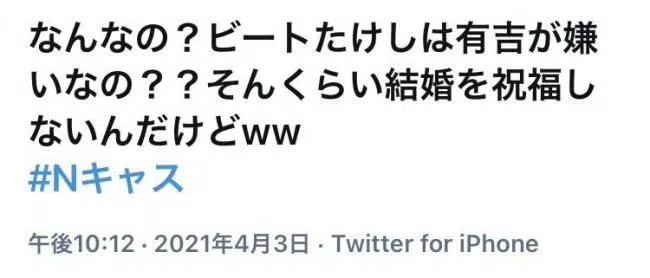 なんなの？ビートたけしは有吉が嫌
いなの？？そんくらい結婚を祝福し
ないんだけどww
#Nキャス
午後10:12 · 2021年4月3日 · Twitter for iPhone